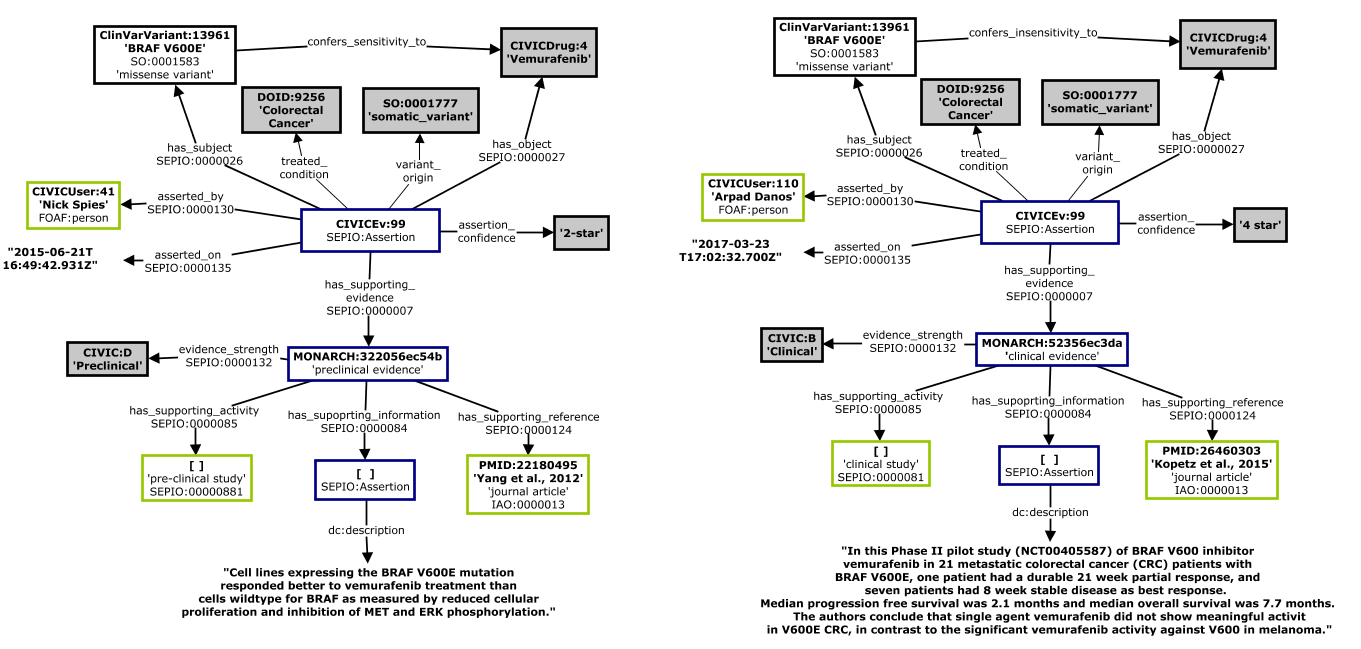 ClinVarVariant:13961
'BRAF V600E'
SO:0001583
'missense variant'
confers_sensitivity_to
CIVICDrug:4
'Vemurafenib'
DOID:9256
'Colorectal
Cancer'
SO:0001777
'somatic_variant'
has_subject
SEPIO:0000026
treated_
condition
variant_
origin
has_object
SEPIO:0000027
CIVICUser:41
'Nick Spies'
FOAF:person
asserted_by
SEPIO:0000130
CIVICEv:99
SEPIO:Assertion
assertion_
confidence
'2-star'
"2015-06-21T
16:49:42.931Z"
asserted_on
SEPIO:0000135
has_supporting_
evidence
SEPIO:0000007
CIVIC:D
'Preclinical'
evidence_strength
SEPIO:0000132
MONARCH:322056ec54b
'preclinical evidence'
has_supporting_activity
SEPIO:0000085
has_supoprting_information
SEPIO:0000084
has_supporting_reference
SEPIO:0000124
[ ]
'pre-clinical study'
SEPIO:00000881
[ ]
SEPIO:Assertion
PMID:22180495
'Yang et al., 2012'
'journal article'
IAO:0000013
dc:description
"Cell lines expressing the BRAF V600E mutation
responded better to vemurafenib treatment than
cells wildtype for BRAF as measured by reduced cellular
proliferation and inhibition of MET and ERK phosphorylation."
ClinVarVariant:13961
'BRAF V600E'
SO:0001583
'missense variant'
confers_insensitivity_to
CIVICDrug:4
'Vemurafenib'
DOID:9256
'Colorectal
Cancer'
SO:0001777
'somatic_variant'
has_subject
SEPIO:0000026
treated_
condition
variant_
origin
has_object
SEPIO:0000027
CIVICUser:110
'Arpad Danos'
FOAF:person
asserted_by
SEPIO:0000130
CIVICEv:99
SEPIO:Assertion
assertion_
confidence
'4 star'
"2017-03-23
T17:02:32.700Z"
asserted_on
SEPIO:0000135
has_supporting_
evidence
SEPIO:0000007
CIVIC:B
'Clinical'
evidence_strength
SEPIO:0000132
MONARCH:52356ec3da
'clinical evidence'
has_supporting_activity
SEPIO:0000085
has_supoprting_information
SEPIO:0000084
has_supporting_reference
SEPIO:0000124
[ ]
'clinical study'
SEPIO:0000081
[ ]
SEPIO:Assertion
PMID:26460303
'Kopetz et al., 2015'
'journal article'
IAO:0000013
dc:description
"In this Phase II pilot study (NCT00405587) of BRAF V600 inhibitor
vemurafenib in 21 metastatic colorectal cancer (CRC) patients with
BRAF V600E, one patient had a durable 21 week partial response, and
seven patients had 8 week stable disease as best response.
Median progression free survival was 2.1 months and median overall survival was 7.7 months.
The authors conclude that single agent vemurafenib did not show meaningful activit
in V600E CRC, in contrast to the significant vemurafenib activity against V600 in melanoma."